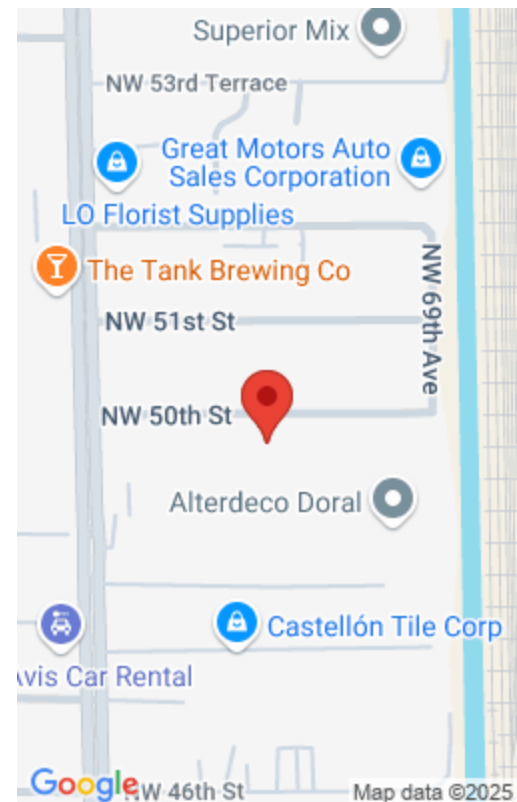 Superior Mix
NW 53rd Terrace
Great Motors Auto
Sales Corporation
LO Florist Supplies
The Tank Brewing Co
NW 69th Ave
NW 51st St
NW 50th St
Alterdeco Doral
Castellón Tile Corp
Avis Car Rental
Google
NW 46th St
Map data ©2025